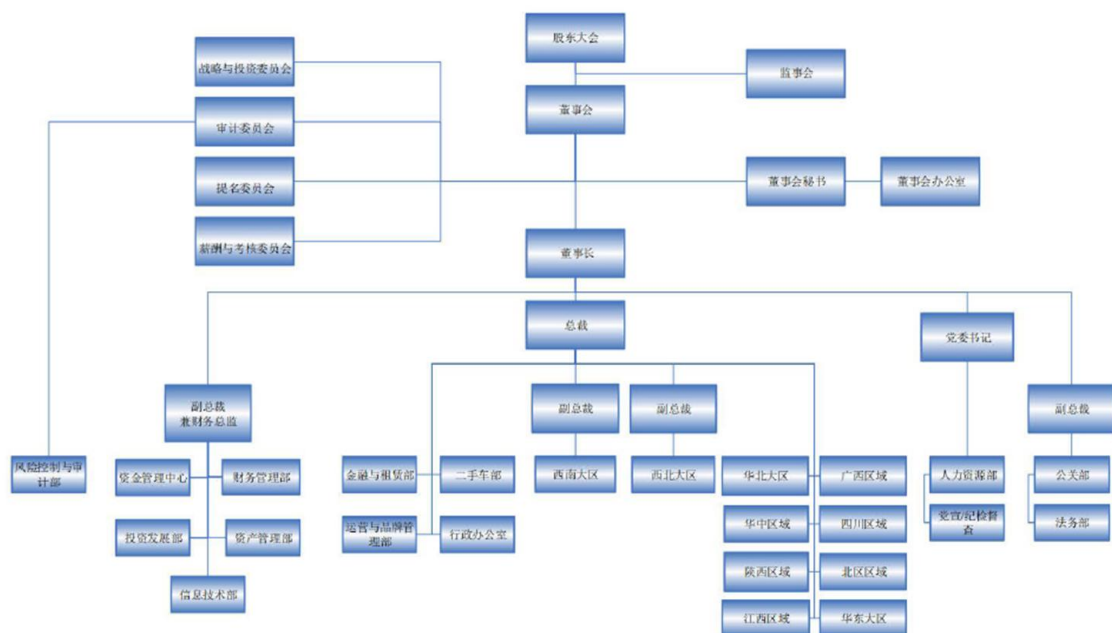 股东大会
战略与投资委员会
监事会
董事会
审计委员会
提名委员会
董事会秘书
董事会办公室
薪酬与考核委员会
董事长
总裁
党委书记
副总裁
兼财务总监
副总裁
副总裁
副总裁
风险控制与审
计部
资金管理中心
财务管理部
金融与租赁部
二手车部
西南大区
西北大区
华北大区
广西区域
人力资源部
公关部
投资发展部
资产管理部
运营与品牌管
理部
行政办公室
华中区域
四川区域
党宣/纪检督
查
法务部
信息技术部
陕西区域
北区区域
江西区域
华东大区